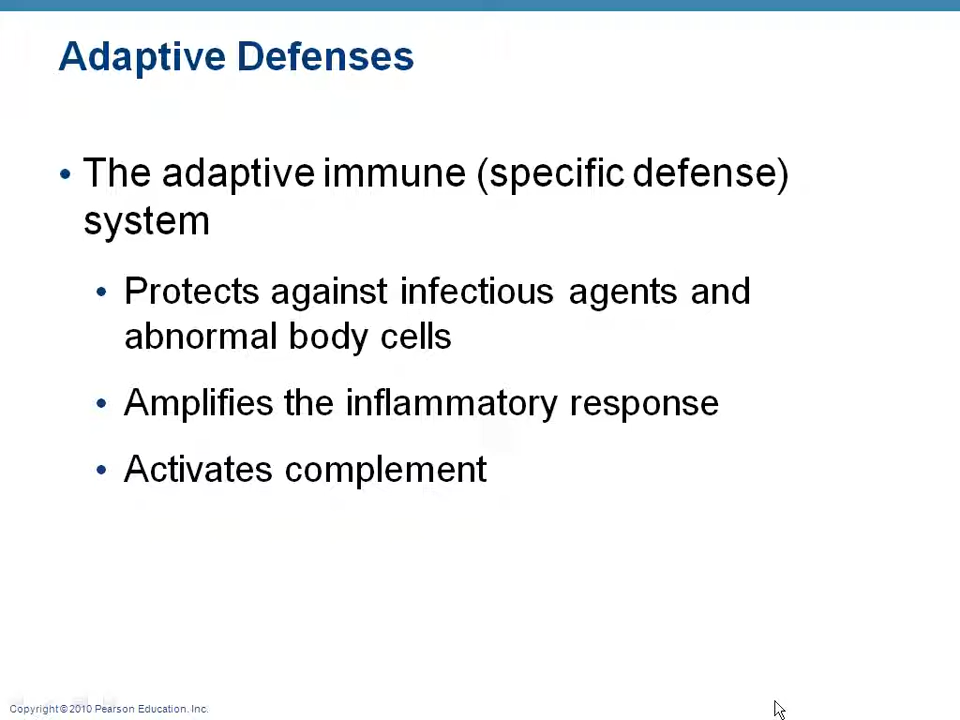 Adaptive Defenses
• The adaptive immune (specific defense)
system
• Protects against infectious agents and
abnormal body cells
• Amplifies the inflammatory response
• Activates complement
Copyright © 2010 Pearson Education, Inc.